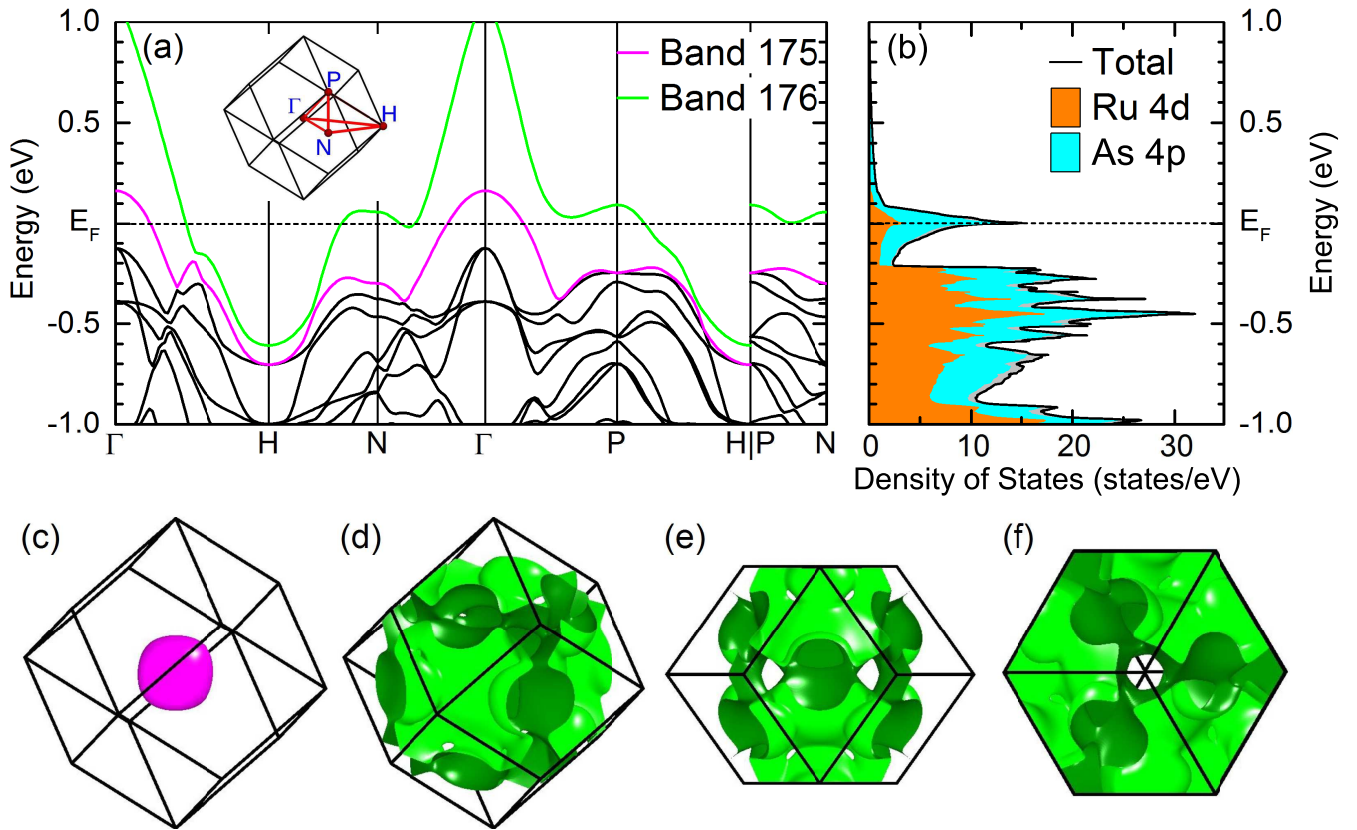 (a)
Band 175
Band 176
P
Γ
H
N
1.0
0.5
E_F
-0.5
-1.0
Energy (eV)
Γ
H
N
Γ
P
H|P
N
(b)
Total
Ru 4d
As 4p
1.0
0.5
E_F
-0.5
-1.0
Energy (eV)
0
10
20
30
Density of States (states/eV)
(c)
(d)
(e)
(f)